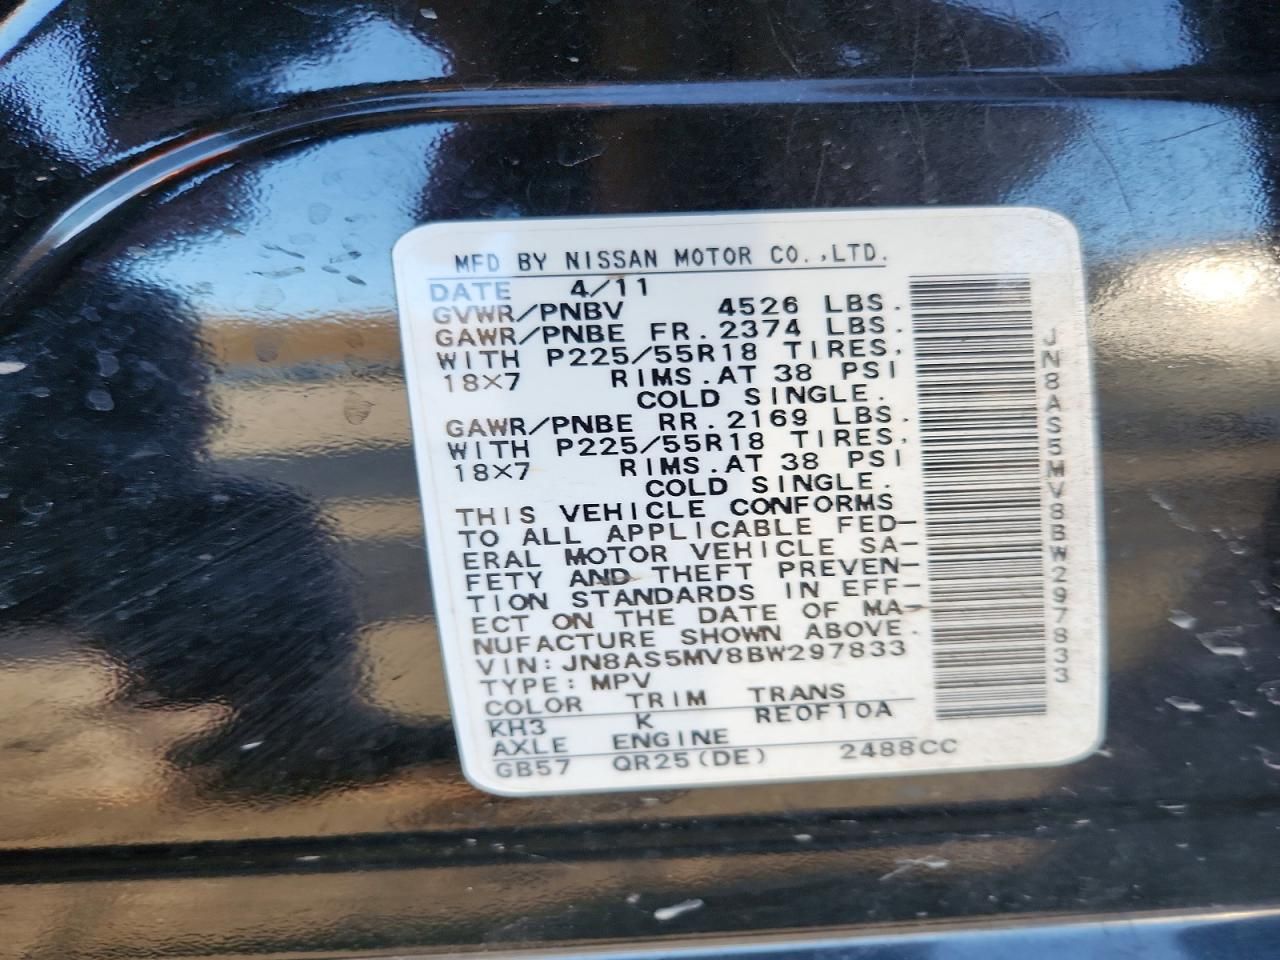 MFD BY NISSAN MOTOR CO.,LTD.
DATE 4/11
GVWR/PNBV 4526 LBS.
GAWR/PNBE FR. 2374 LBS.
WITH P225/55R18 TIRES,
18×7 RIMS.AT 38 PSI
COLD SINGLE.
GAWR/PNBE RR. 2169 LBS.
WITH P225/55R18 TIRES,
18×7 RIMS.AT 38 PSI
COLD SINGLE.
THIS VEHICLE CONFORMS
TO ALL APPLICABLE FED-
ERAL MOTOR VEHICLE SA-
FETY AND THEFT PREVEN-
TION STANDARDS IN EFF-
ECT ON THE DATE OF MA-
NUFACTURE SHOWN ABOVE.
VIN: JN8AS5MV8BW297833
TYPE: MPV
COLOR TRIM TRANS
KH3 K RE0F10A
AXLE ENGINE
GB57 QR25(DE) 2488CC
JN8AS5MV8BW297833